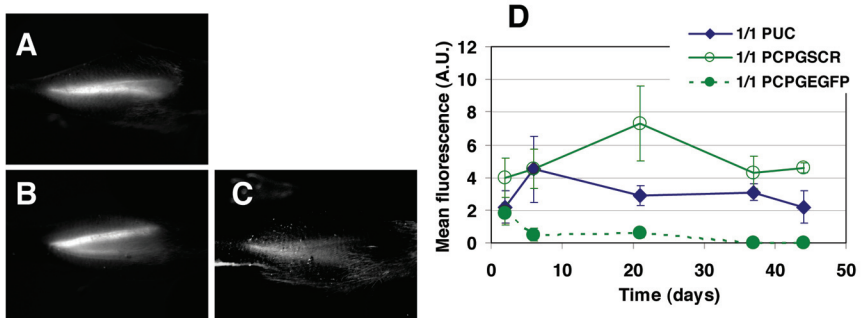 A
B
C
D
1/1 PUC
1/1 PCPGSCR
1/1 PCPGEGFP
Mean fluorescence (A.U.)
12
10
8
6
4
2
0
0 10 20 30 40 50
Time (days)